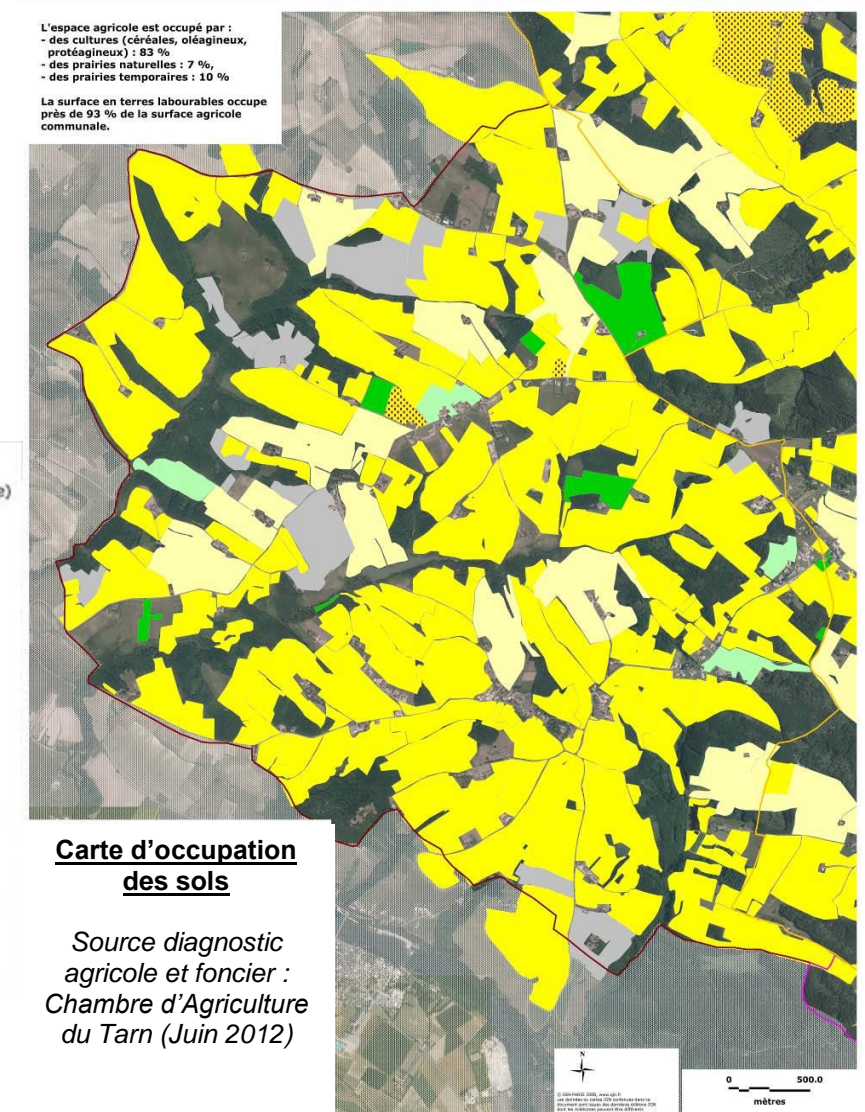 L'espace agricole est occupé par :
- des cultures (céréales, oléagineux,
protéagineux) : 83 %
- des prairies naturelles : 7 %,
- des prairies temporaires : 10 %
La surface en terres labourables occupe
près de 93 % de la surface agricole
communale.
e)
Carte d'occupation
des sols
Source diagnostic
agricole et foncier :
Chambre d'Agriculture
du Tarn (Juin 2012)
N
0 500.0
mètres